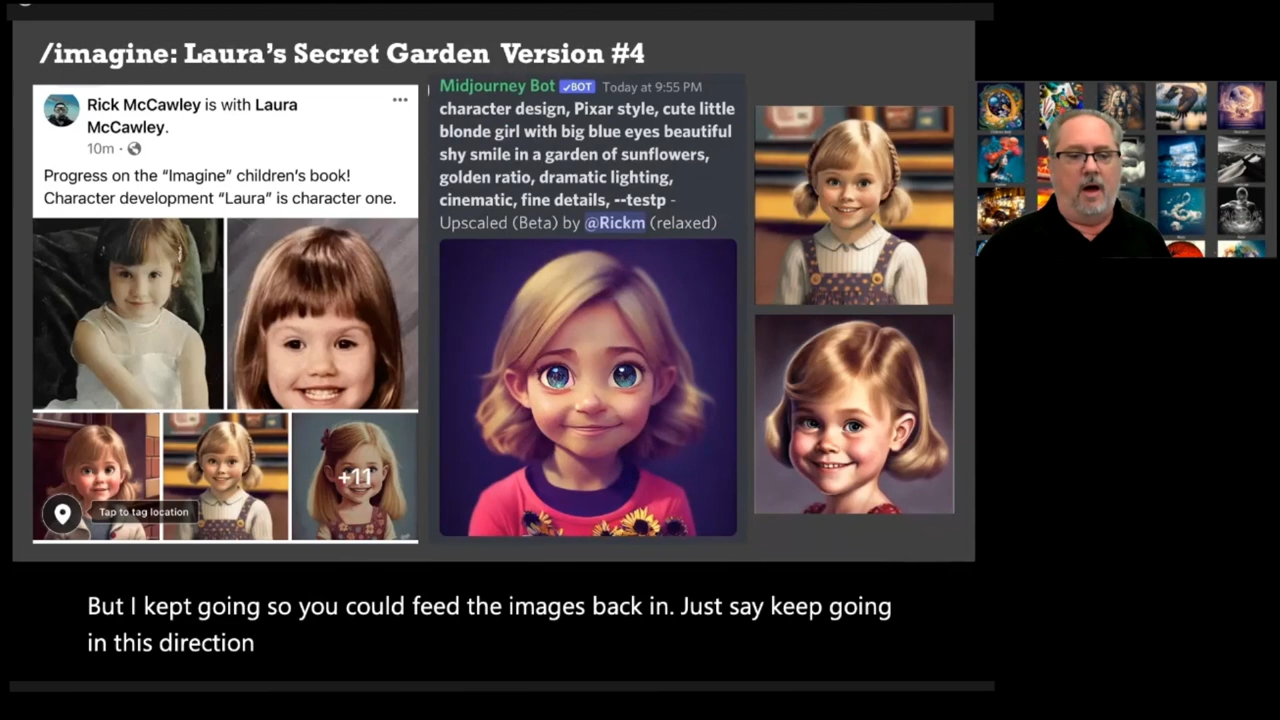 /imagine: Laura's Secret Garden Version #4
Rick McCawley is with Laura
McCawley.
10m
Progress on the “Imagine” children's book!
Character development “Laura” is character one.
+11
Tap to tag location
Midjourney Bot ✓BOT Today at 9:55 PM
character design, Pixar style, cute little
blonde girl with big blue eyes beautiful
shy smile in a garden of sunflowers,
golden ratio, dramatic lighting,
cinematic, fine details, --testp -
Upscaled (Beta) by @Rickm (relaxed)
But I kept going so you could feed the images back in. Just say keep going
in this direction